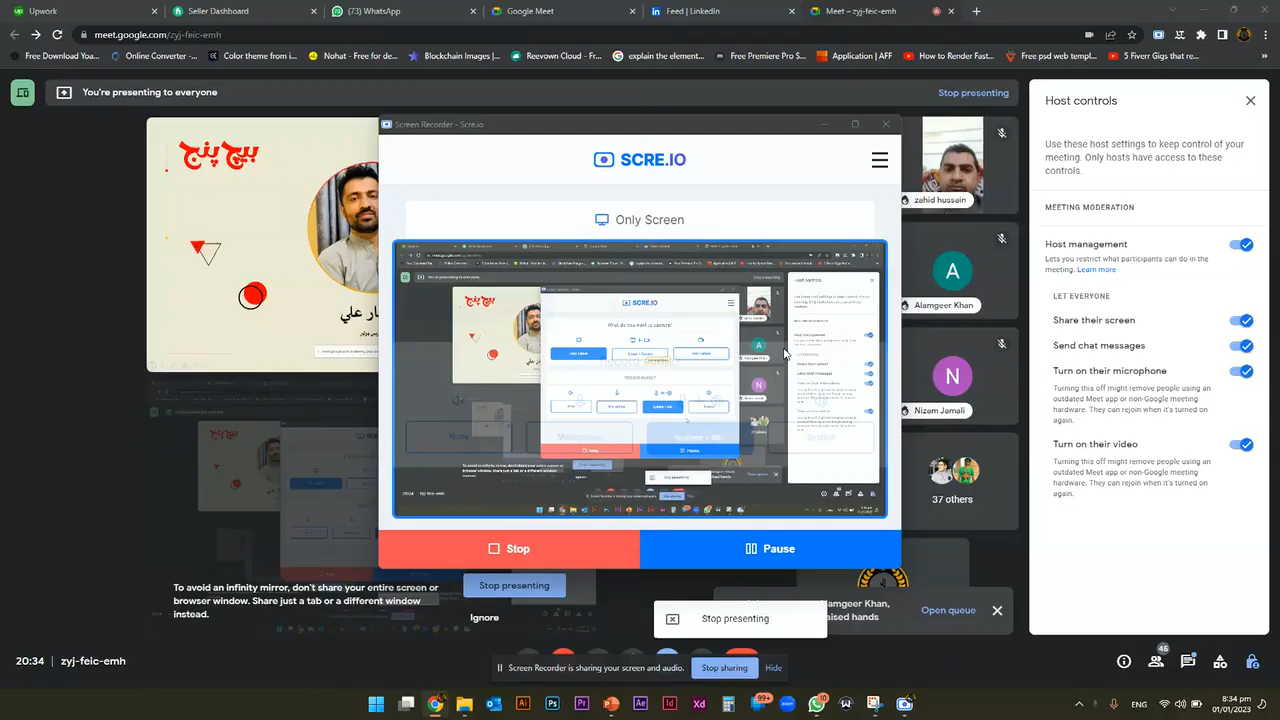 Upwork
Seller Dashboard
(73) WhatsApp
Google Meet
Feed | LinkedIn
Meet – zyj-feic-emh
meet.google.com/zyj-feic-emh
Free Download You...
Online Converter -...
Color theme from i...
Nohat - Free for de...
Blockchain Images |...
Reevown Cloud - Fr...
explain the element...
Free Premiere Pro S...
Application | AFF
How to Render Fast...
Free psd web templ...
5 Fiverr Gigs that re...
You're presenting to everyone
Stop presenting
Host controls
Screen Recorder - Scre.io
SCRE.IO
Use these host settings to keep control of your
meeting. Only hosts have access to these
controls.
zahid hussain
Only Screen
MEETING MODERATION
Host management
Lets you restrict what participants can do in the
meeting. Learn more
LET EVERYONE
Share their screen
Send chat messages
Turn on their microphone
Turning this off might remove people using an
outdated Meet app or non-Google meeting
hardware. They can rejoin when it's turned on
again.
Turn on their video
Turning this off might remove people using an
outdated Meet app or non-Google meeting
hardware. They can rejoin when it's turned on
again.
A
Alamgeer Khan
N
Nizam Jamali
37 others
Stop
Pause
To avoid an infinity mirror, don't share your entire screen or
browser window. Share just a tab or a different window
instead.
Stop presenting
Ignore
Stop presenting
Alamgeer Khan,
raised hands
Open queue
20:34
zyj-feic-emh
Screen Recorder is sharing your screen and audio.
Stop sharing
Hide
46
99+
10
ENG
8:34 pm
01/01/2023